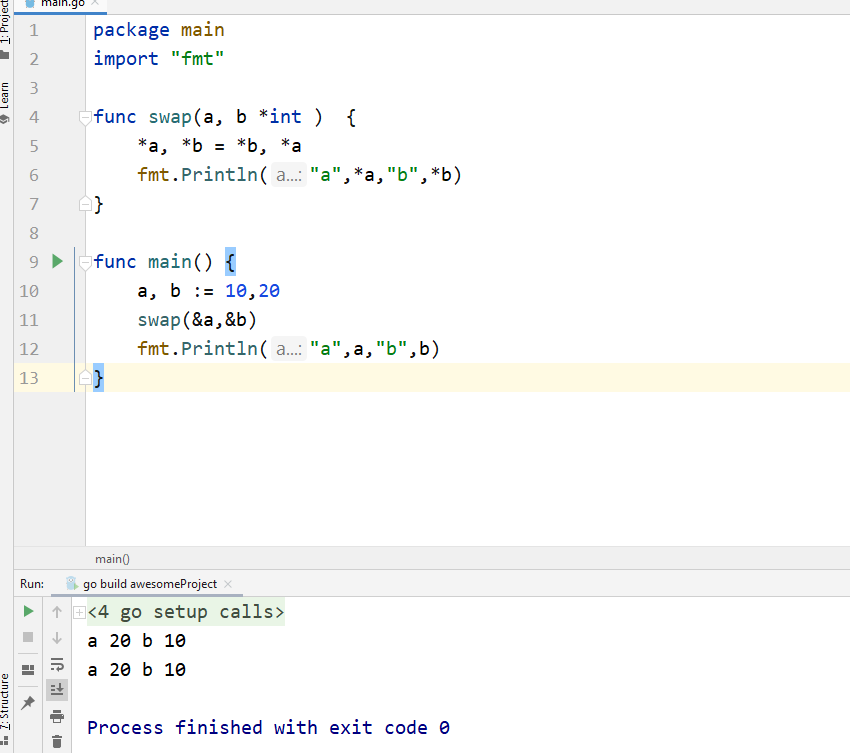 main.go
1: Project
Learn
1 package main
2 import "fmt"
3
4 func swap(a, b *int )  {
5     *a, *b = *b, *a
6     fmt.Println( a...: "a",*a,"b",*b)
7 }
8
9 func main() {
10     a, b := 10,20
11     swap(&a,&b)
12     fmt.Println( a...: "a",a,"b",b)
13 }
main()
Run: go build awesomeProject
<4 go setup calls>
a 20 b 10
a 20 b 10
Process finished with exit code 0
7: Structure